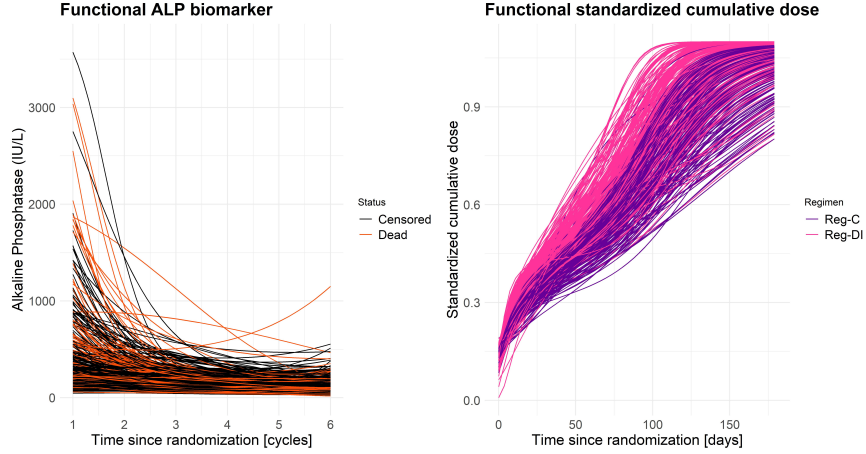 Functional ALP biomarker
Alkaline Phosphatase (IU/L)
3000
2000
1000
0
1 2 3 4 5 6
Time since randomization [cycles]
Status
Censored
Dead
Functional standardized cumulative dose
Standardized cumulative dose
0.9
0.6
0.3
0.0
0 50 100 150
Time since randomization [days]
Regimen
Reg-C
Reg-DI